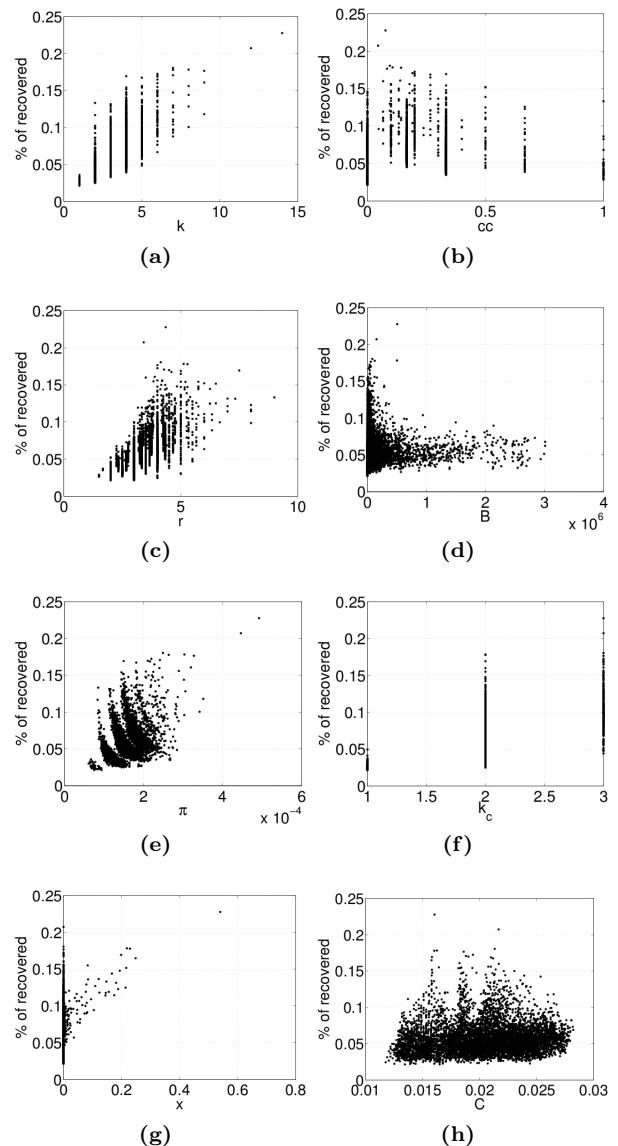 0.25
0.2
0.15
0.1
0.05
0
% of recovered
0 5 10 15
k
(a)
0.25
0.2
0.15
0.1
0.05
0
% of recovered
0 0.5 1
cc
(b)
0.25
0.2
0.15
0.1
0.05
0
% of recovered
0 5 10
r
(c)
0.25
0.2
0.15
0.1
0.05
0
% of recovered
0 1 2 3 4
B
x 10⁶
(d)
0.25
0.2
0.15
0.1
0.05
0
% of recovered
0 2 4 6
π
x 10⁻⁴
(e)
0.25
0.2
0.15
0.1
0.05
0
% of recovered
1 1.5 2 2.5 3
k_c
(f)
0.25
0.2
0.15
0.1
0.05
0
% of recovered
0 0.2 0.4 0.6 0.8
x
(g)
0.25
0.2
0.15
0.1
0.05
0
% of recovered
0.01 0.015 0.02 0.025 0.03
C
(h)